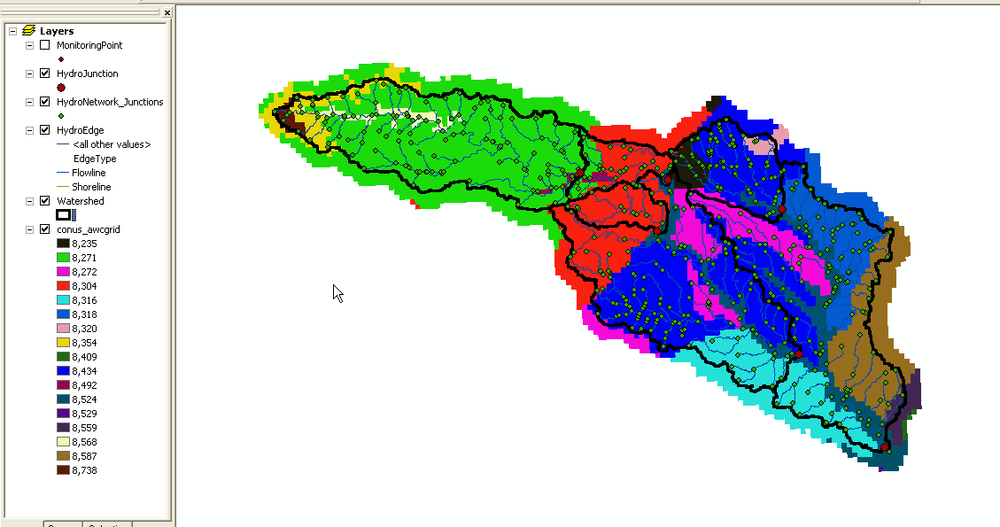 Layers
MonitoringPoint
HydroJunction
HydroNetwork_Junctions
HydroEdge
<all other values>
EdgeType
Flowline
Shoreline
Watershed
conus_awcgrid
8,235
8,271
8,272
8,304
8,316
8,318
8,320
8,354
8,409
8,434
8,492
8,524
8,529
8,559
8,568
8,587
8,738